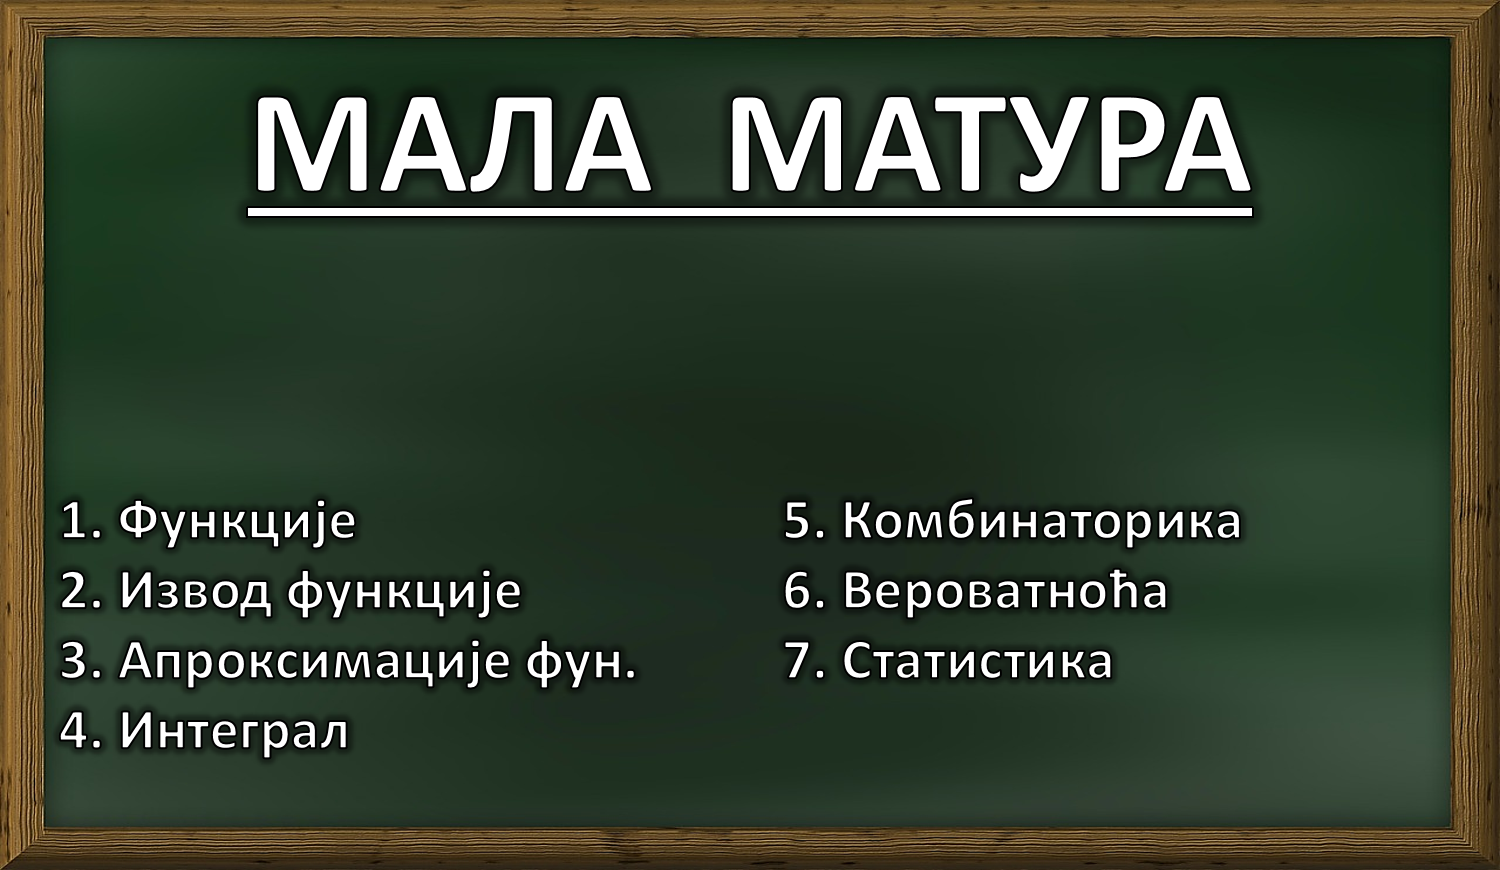 МАЛА МАТУРА
1. Функције
2. Извод функције
3. Апроксимације фун.
4. Интеграл
5. Комбинаторика
6. Вероватноћа
7. Статистика